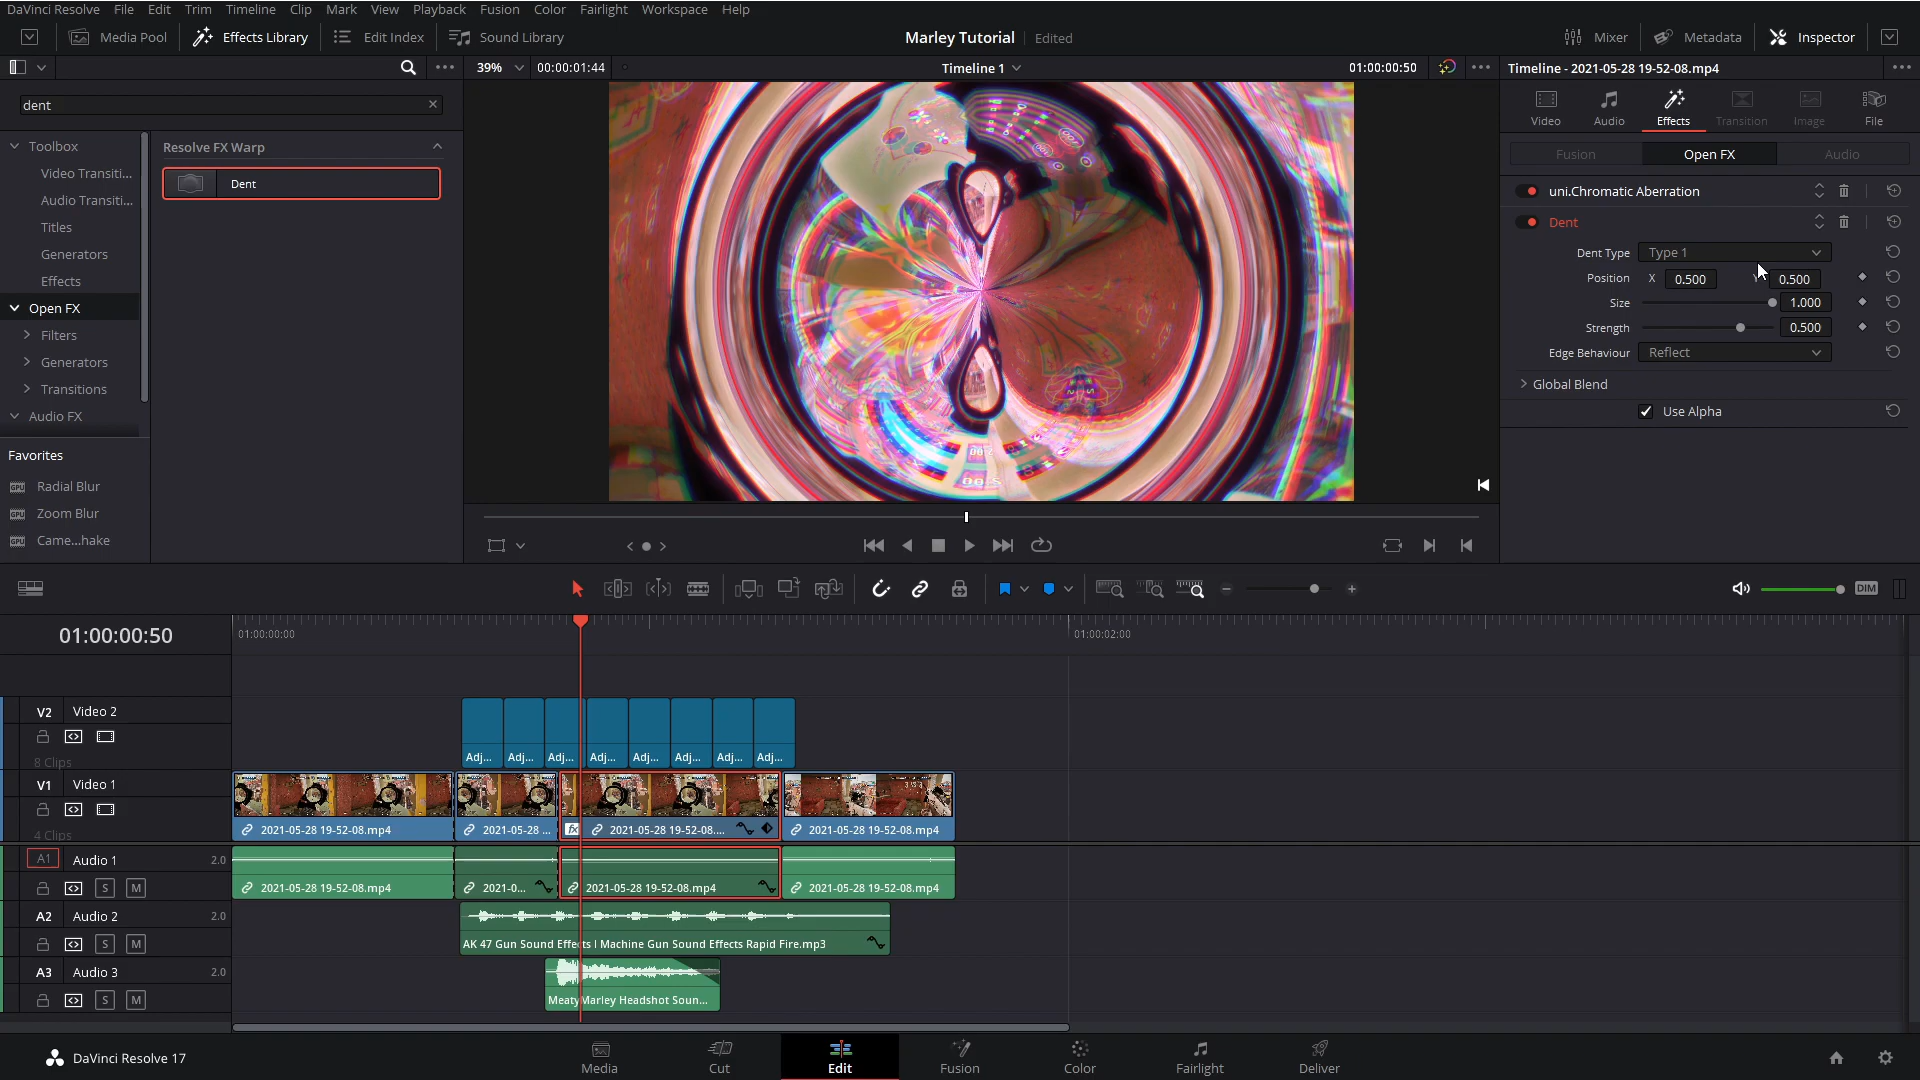 DaVinci Resolve File Edit Trim Timeline Clip Mark View Playback Fusion Color Fairlight Workspace Help
Media Pool Effects Library Edit Index Sound Library Marley Tutorial Edited Mixer Metadata Inspector
39% 00:00:01:44 Timeline 1 01:00:00:50 Timeline - 2021-05-28 19-52-08.mp4
dent
Video Audio Effects Transition Image File
Toolbox
Video Transiti...
Audio Transiti...
Titles
Generators
Effects
Open FX
Filters
Generators
Transitions
Audio FX
Favorites
Radial Blur
Zoom Blur
Came...hake
Resolve FX Warp
Dent
Fusion Open FX Audio
uni.Chromatic Aberration
Dent
Dent Type Type 1
Position X 0.500 Y 0.500
Size 1.000
Strength 0.500
Edge Behaviour Reflect
Global Blend
Use Alpha
DIM
01:00:00:50 01:00:00:00 01:00:02:00
V2 Video 2
8 Clips
Adj... Adj... Adj... Adj... Adj... Adj... Adj... Adj...
V1 Video 1
4 Clips
2021-05-28 19-52-08.mp4 2021-05-28 ... fx 2021-05-28 19-52-08.... 2021-05-28 19-52-08.mp4
A1 Audio 1 2.0
S M
2021-05-28 19-52-08.mp4 2021-0... 2021-05-28 19-52-08.mp4 2021-05-28 19-52-08.mp4
A2 Audio 2 2.0
S M
AK 47 Gun Sound Effects I Machine Gun Sound Effects Rapid Fire.mp3
A3 Audio 3 2.0
S M
MeatyMarley Headshot Soun...
DaVinci Resolve 17
Media Cut Edit Fusion Color Fairlight Deliver